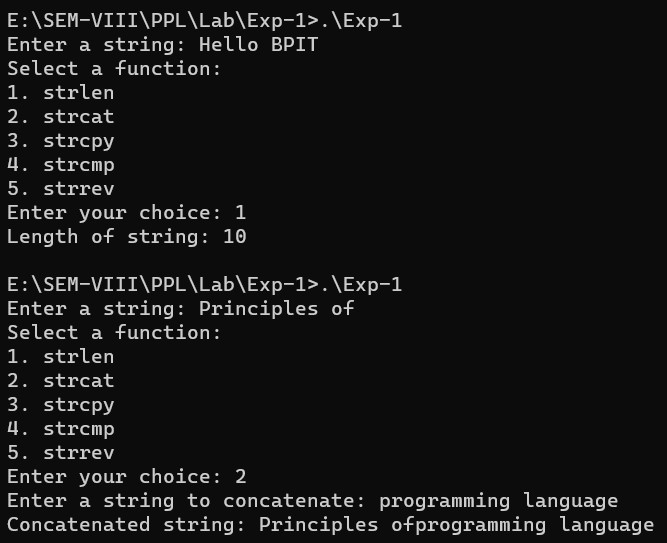 E:\SEM-VIII\PPL\Lab\Exp-1>.\Exp-1
Enter a string: Hello BPIT
Select a function:
1. strlen
2. strcat
3. strcpy
4. strcmp
5. strrev
Enter your choice: 1
Length of string: 10

E:\SEM-VIII\PPL\Lab\Exp-1>.\Exp-1
Enter a string: Principles of
Select a function:
1. strlen
2. strcat
3. strcpy
4. strcmp
5. strrev
Enter your choice: 2
Enter a string to concatenate: programming language
Concatenated string: Principles ofprogramming language